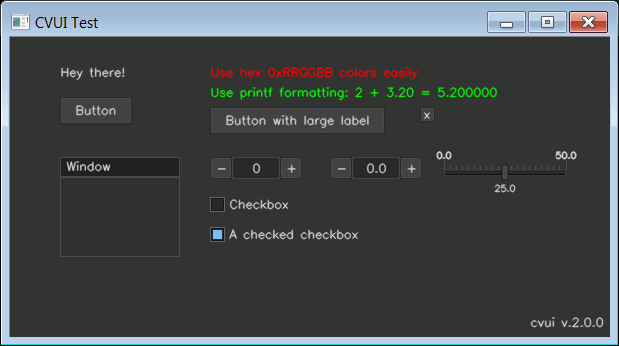 CVUI Test
Hey there!
Use hex 0xRRGGBB colors easily
Use printf formatting: 2 + 3.20 = 5.200000
Button
Button with large label
x
Window
- 0 +
- 0.0 +
0.0 50.0
25.0
Checkbox
A checked checkbox
cvui v.2.0.0